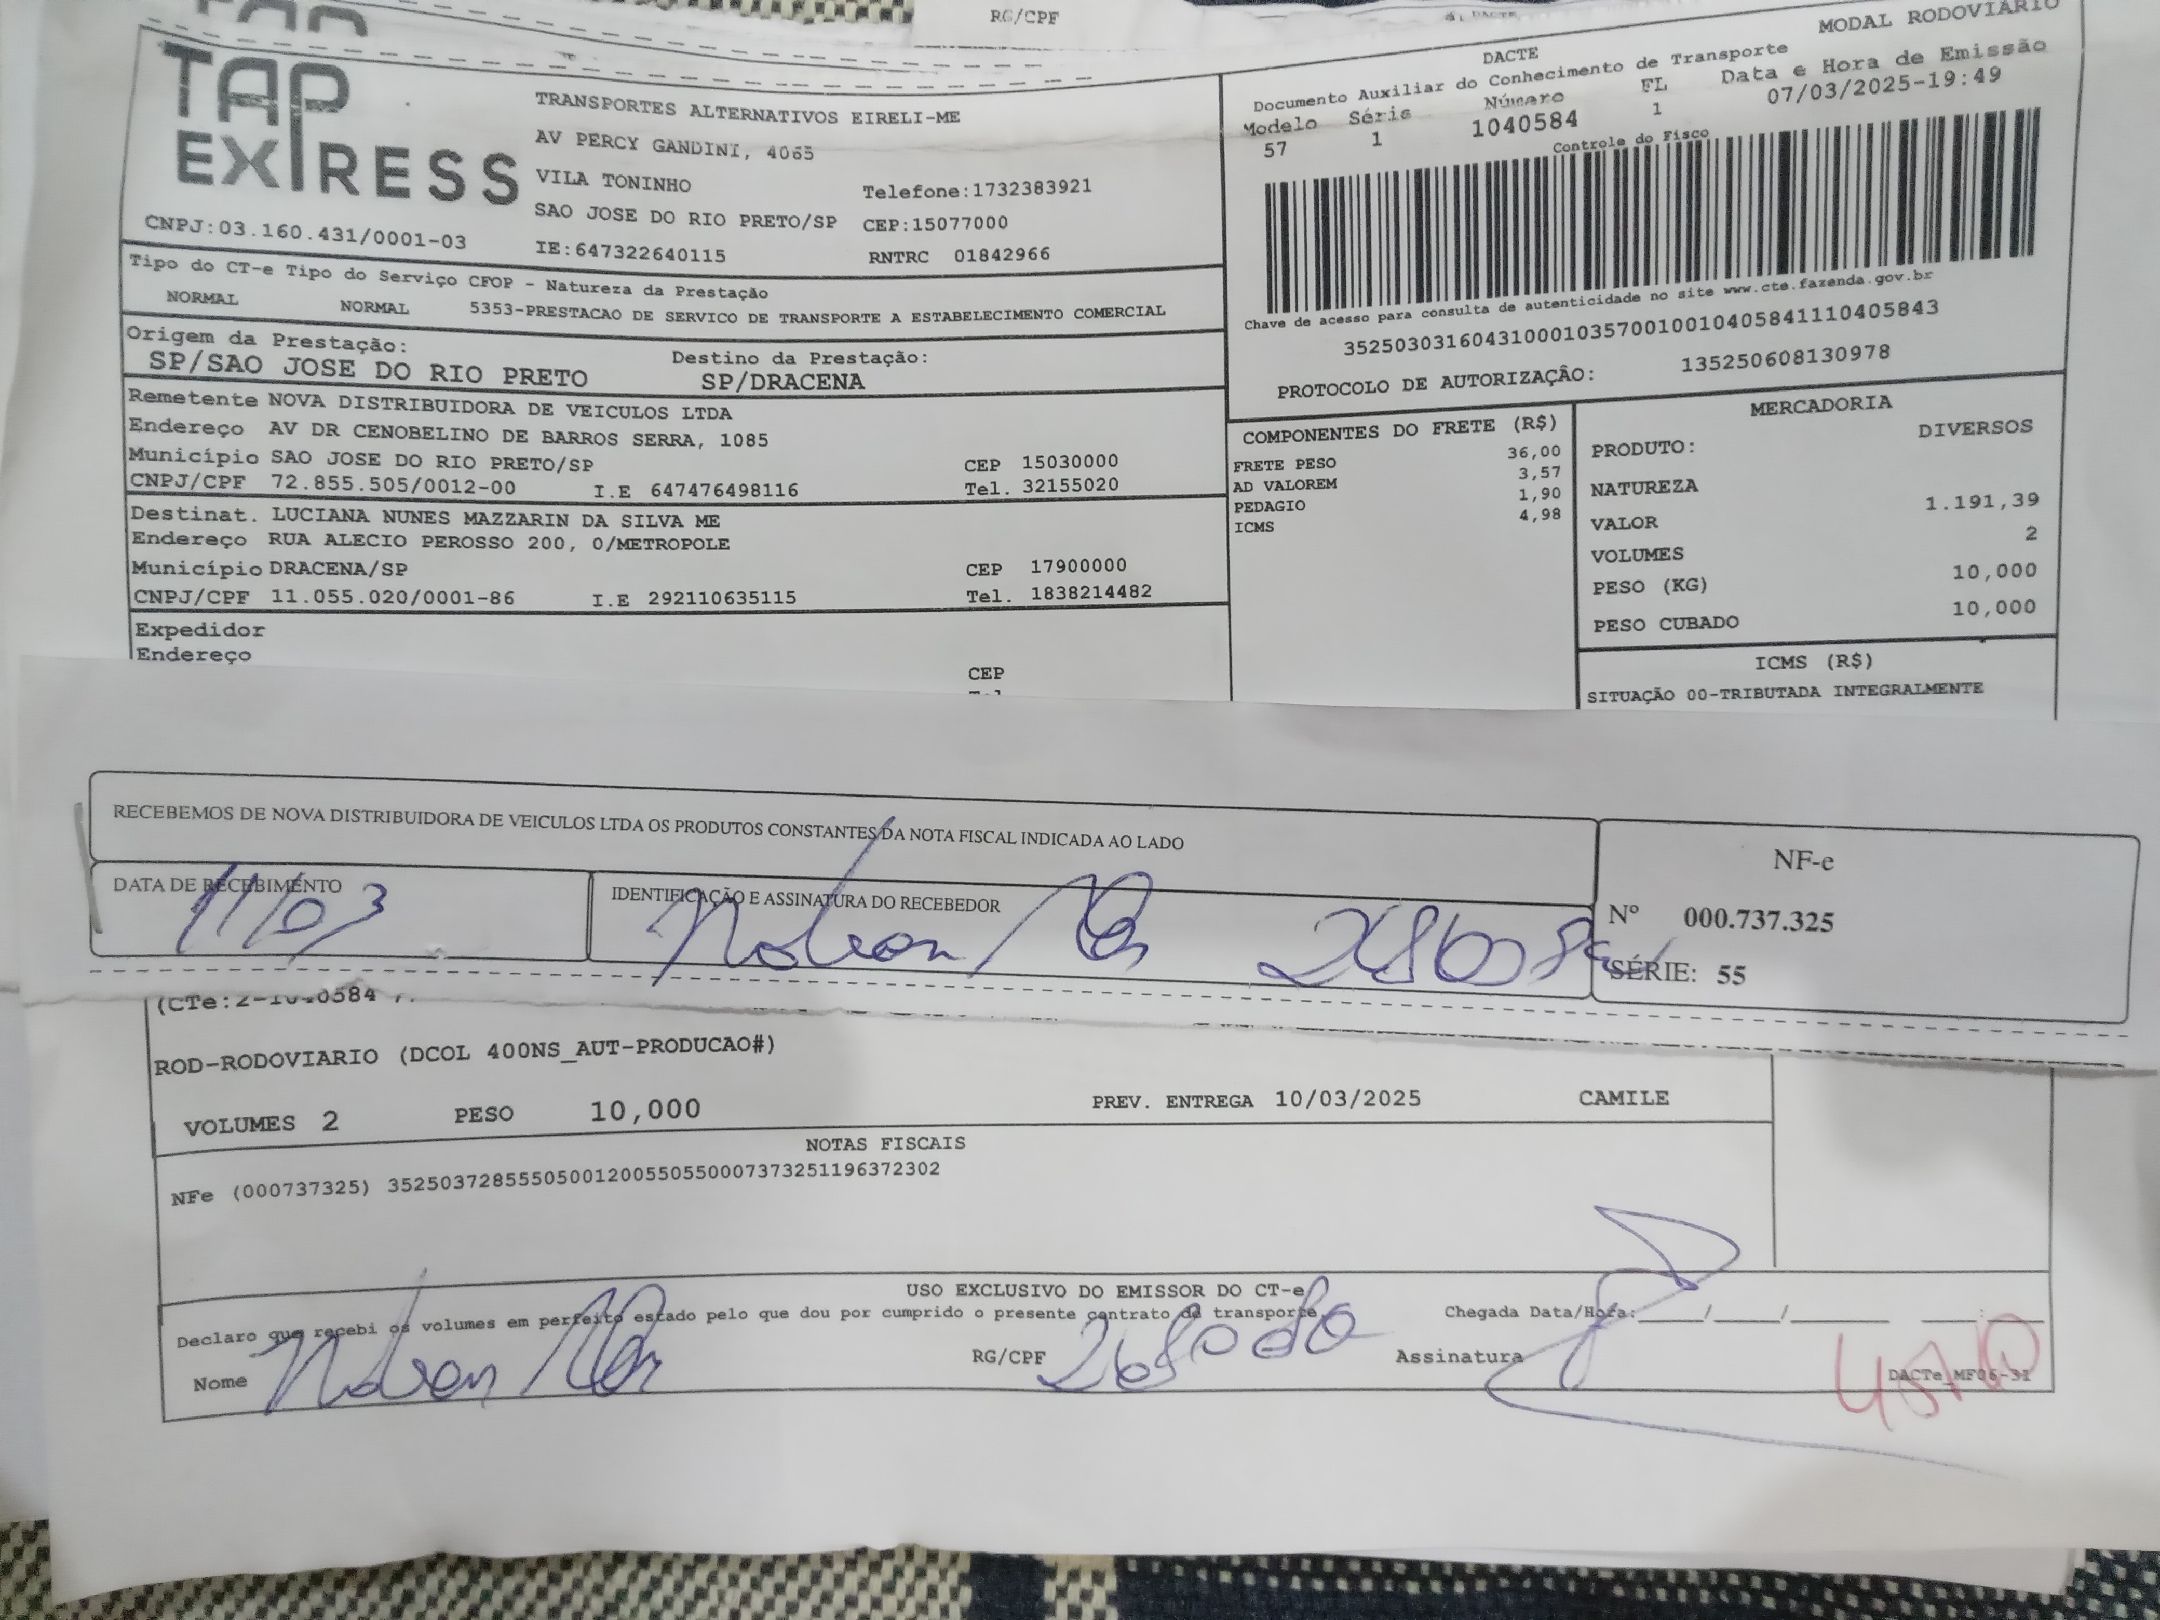 RG/CPF
TAP
EXPRESS
CNPJ:03.160.431/0001-03
TRANSPORTES ALTERNATIVOS EIRELI-ME
AV PERCY GANDINI, 4065
VILA TONINHO
Telefone:1732383921
SAO JOSE DO RIO PRETO/SP CEP:15077000
IE:647322640115 RNTRC 01842966
MODAL RODOVIARIO
DACTE
Documento Auxiliar do Conhecimento de Transporte
Modelo Série Número FL Data e Hora de Emissão
57 1 1040584 1 07/03/2025-19:49
Controle do Fisco
Chave de acesso para consulta de autenticidade no site www.cte.fazenda.gov.br
35250303160431000103570010010405841110405843
PROTOCOLO DE AUTORIZAÇÃO: 135250608130978
Tipo do CT-e Tipo do Serviço CFOP - Natureza da Prestação
NORMAL NORMAL 5353-PRESTACAO DE SERVICO DE TRANSPORTE A ESTABELECIMENTO COMERCIAL
Origem da Prestação: Destino da Prestação:
SP/SAO JOSE DO RIO PRETO SP/DRACENA
Remetente NOVA DISTRIBUIDORA DE VEICULOS LTDA
Endereço AV DR CENOBELINO DE BARROS SERRA, 1085
Município SAO JOSE DO RIO PRETO/SP CEP 15030000
CNPJ/CPF 72.855.505/0012-00 I.E 647476498116 Tel. 32155020
Destinat. LUCIANA NUNES MAZZARIN DA SILVA ME
Endereço RUA ALECIO PEROSSO 200, 0/METROPOLE
Município DRACENA/SP CEP 17900000
CNPJ/CPF 11.055.020/0001-86 I.E 292110635115 Tel. 1838214482
Expedidor
Endereço
CEP
COMPONENTES DO FRETE (R$)
FRETE PESO 36,00
AD VALOREM 3,57
PEDAGIO 1,90
ICMS 4,98
MERCADORIA
PRODUTO: DIVERSOS
NATUREZA
VALOR 1.191,39
VOLUMES 2
PESO (KG) 10,000
PESO CUBADO 10,000
ICMS (R$)
SITUAÇÃO 00-TRIBUTADA INTEGRALMENTE
RECEBEMOS DE NOVA DISTRIBUIDORA DE VEICULOS LTDA OS PRODUTOS CONSTANTES DA NOTA FISCAL INDICADA AO LADO
DATA DE RECEBIMENTO
11/03
IDENTIFICAÇÃO E ASSINATURA DO RECEBEDOR
NF-e
Nº 000.737.325
SÉRIE: 55
(CTe:2-1040584
ROD-RODOVIARIO (DCOL 400NS_AUT-PRODUCAO#)
VOLUMES 2 PESO 10,000 PREV. ENTREGA 10/03/2025 CAMILE
NOTAS FISCAIS
NFe (000737325) 35250372855505001200550550007373251196372302
USO EXCLUSIVO DO EMISSOR DO CT-e
Declaro que recebi os volumes em perfeito estado pelo que dou por cumprido o presente contrato de transporte. Chegada Data/Hora:____/____/______ ____:____
Nome RG/CPF Assinatura
DACTe_MF06-31